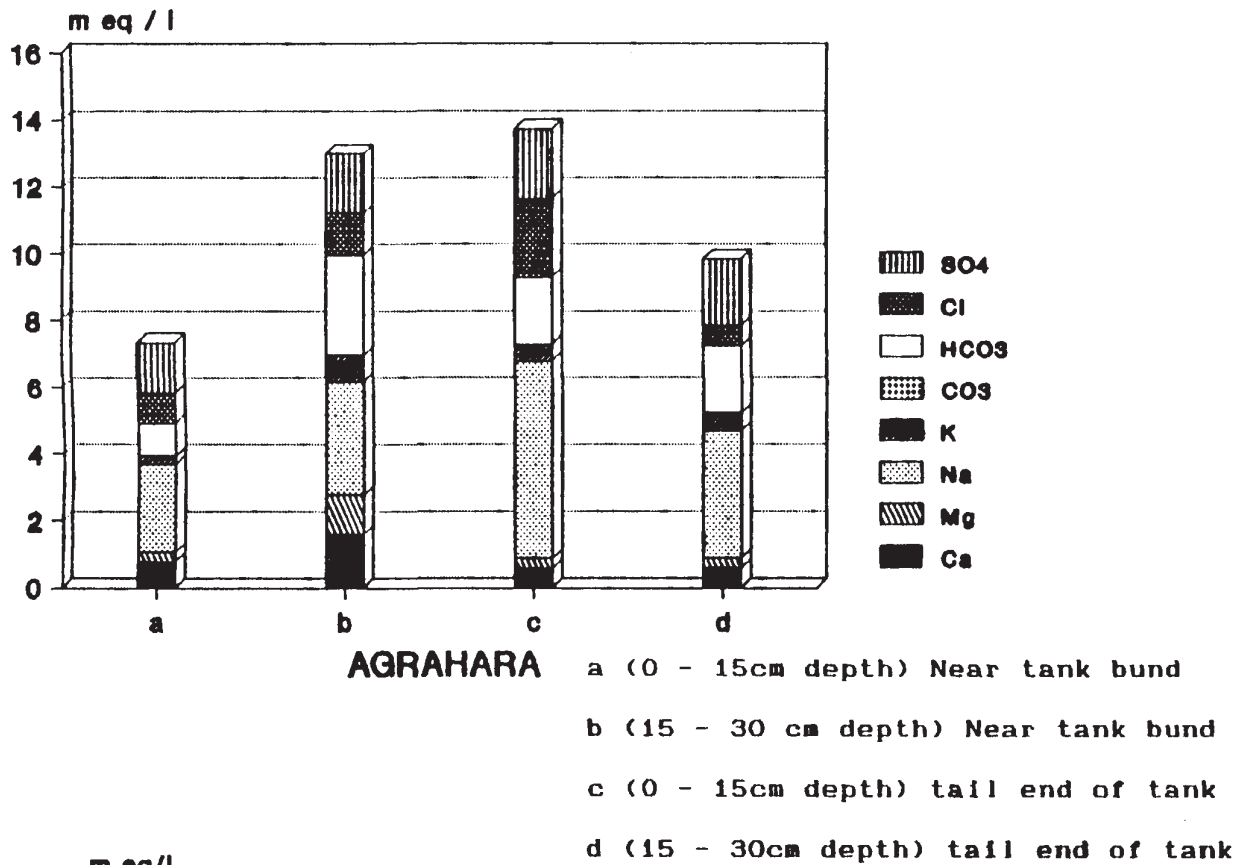 m eq / l
16
14
12
10
8
6
4
2
0
a b c d
SO4
Cl
HCO3
CO3
K
Na
Mg
Ca
AGRAHARA
a (0 - 15cm depth) Near tank bund
b (15 - 30 cm depth) Near tank bund
c (0 - 15cm depth) tail end of tank
d (15 - 30cm depth) tail end of tank
m eq/l